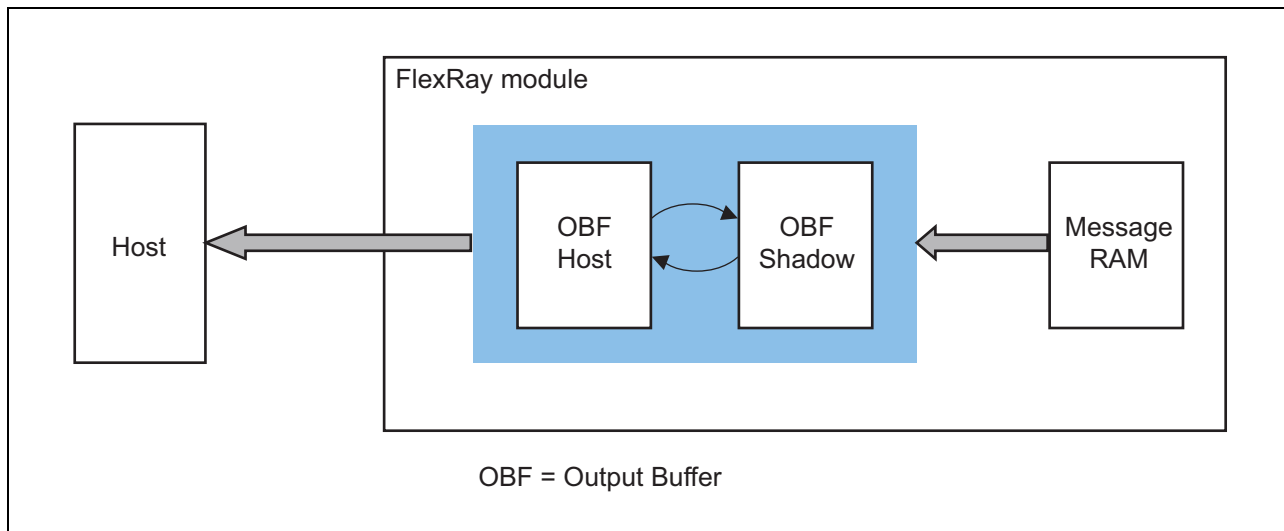 FlexRay module
Host
OBF
Host
OBF
Shadow
Message
RAM
OBF = Output Buffer